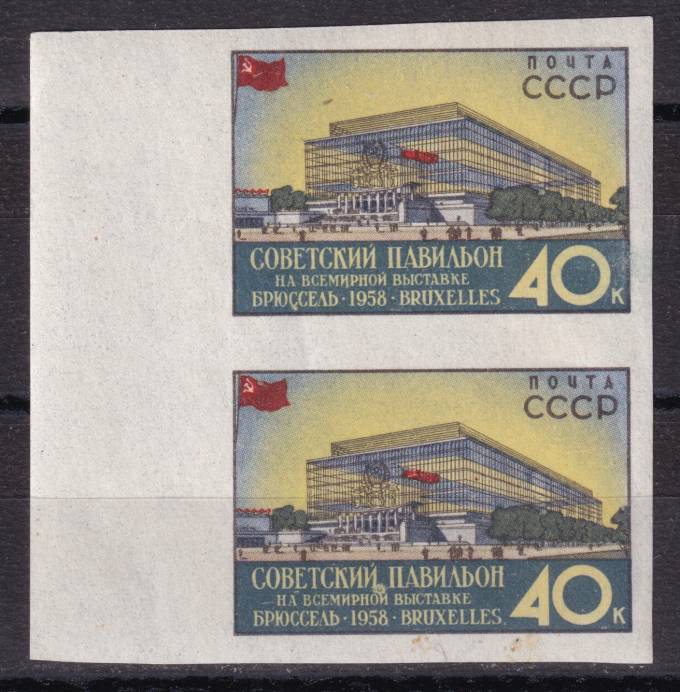 ПОЧТА
СССР
СОВЕТСКИЙ ПАВИЛЬОН
НА ВСЕМИРНОЙ ВЫСТАВКЕ
БРЮССЕЛЬ · 1958 · BRUXELLES
40 К
ПОЧТА
СССР
СОВЕТСКИЙ ПАВИЛЬОН
НА ВСЕМИРНОЙ ВЫСТАВКЕ
БРЮССЕЛЬ · 1958 · BRUXELLES
40 К